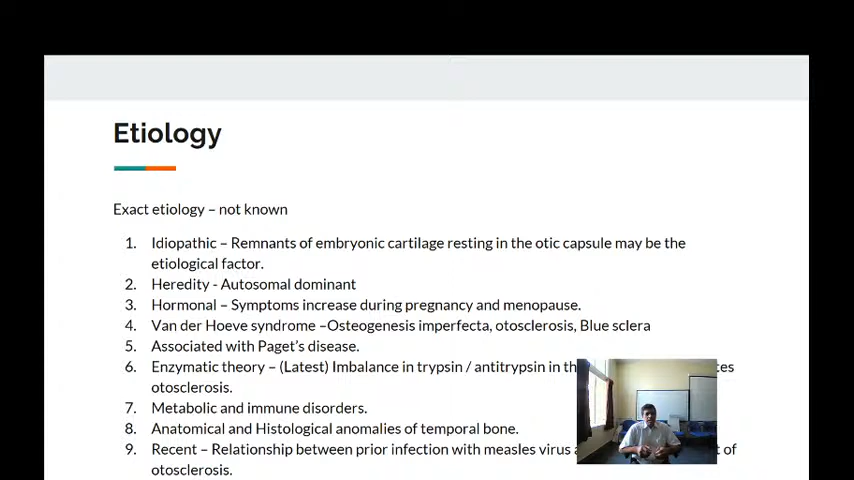 Etiology
Exact etiology – not known
1. Idiopathic – Remnants of embryonic cartilage resting in the otic capsule may be the
etiological factor.
2. Heredity - Autosomal dominant
3. Hormonal – Symptoms increase during pregnancy and menopause.
4. Van der Hoeve syndrome –Osteogenesis imperfecta, otosclerosis, Blue sclera
5. Associated with Paget's disease.
6. Enzymatic theory – (Latest) Imbalance in trypsin / antitrypsin in
otosclerosis.
7. Metabolic and immune disorders.
8. Anatomical and Histological anomalies of temporal bone.
9. Recent – Relationship between prior infection with measles virus of
otosclerosis.